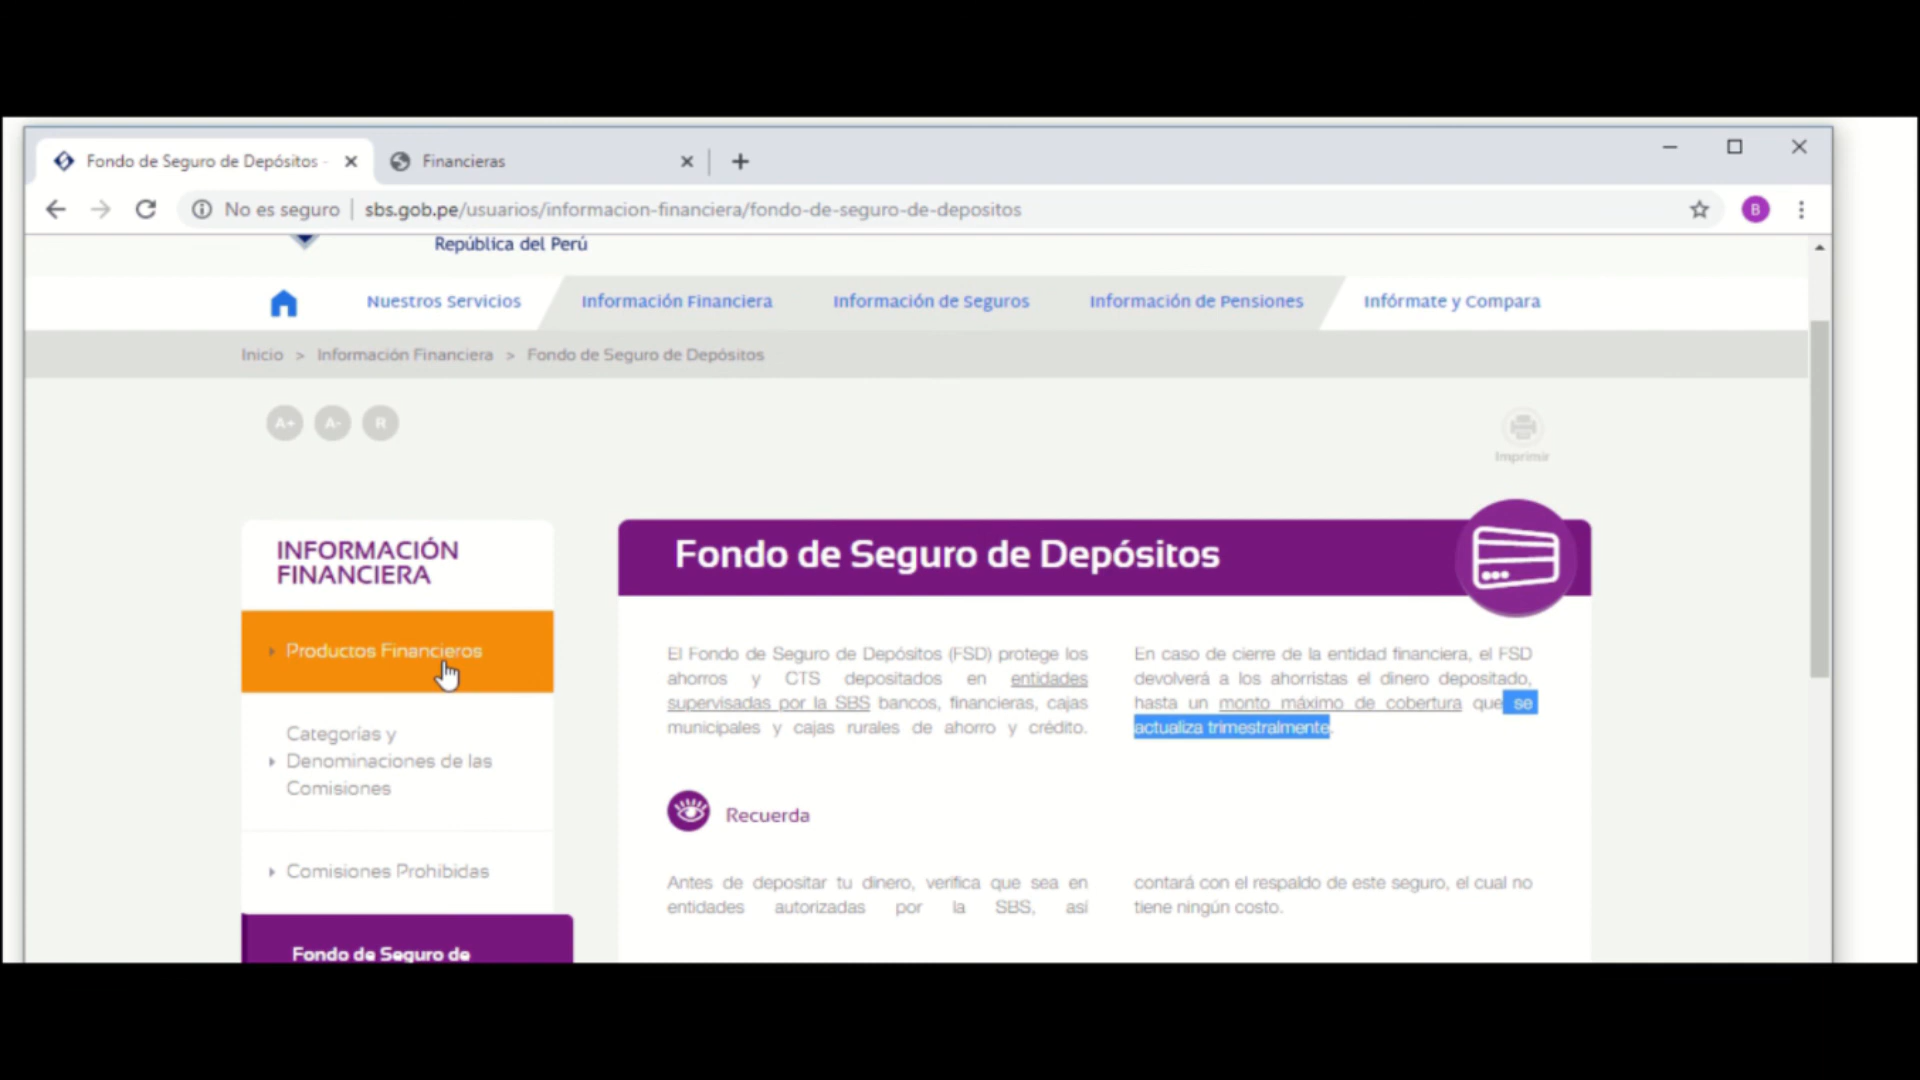 Fondo de Seguro de Depósitos -
Financieras
No es seguro | sbs.gob.pe/usuarios/informacion-financiera/fondo-de-seguro-de-depositos
B
República del Perú
Nuestros Servicios
Información Financiera
Información de Seguros
Información de Pensiones
Infórmate y Compara
Inicio > Información Financiera > Fondo de Seguro de Depósitos
A+ A- R
Imprimir
INFORMACIÓN
FINANCIERA
Productos Financieros
Categorías y
Denominaciones de las
Comisiones
Comisiones Prohibidas
Fondo de Seguro de
Fondo de Seguro de Depósitos
El Fondo de Seguro de Depósitos (FSD) protege los
ahorros y CTS depositados en entidades
supervisadas por la SBS bancos, financieras, cajas
municipales y cajas rurales de ahorro y crédito.
En caso de cierre de la entidad financiera, el FSD
devolverá a los ahorristas el dinero depositado,
hasta un monto máximo de cobertura que se
actualiza trimestralmente.
Recuerda
Antes de depositar tu dinero, verifica que sea en
entidades autorizadas por la SBS, así
contará con el respaldo de este seguro, el cual no
tiene ningún costo.